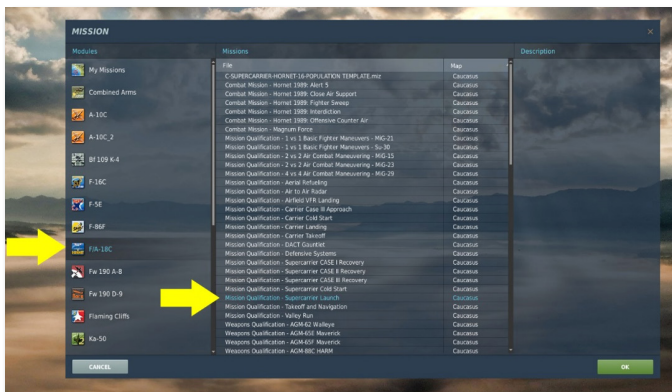 MISSION
Modules
Missions
Description
My Missions
Combined Arms
A-10C
A-10C_2
Bf 109 K-4
F-16C
F-5E
F-86F
F/A-18C
Fw 190 A-8
Fw 190 D-9
Flaming Cliffs
Ka-50
File Map
C-SUPERCARRIER-HORNET-16-POPULATION TEMPLATE.miz Caucasus
Combat Mission - Hornet 1989: Alert 5 Caucasus
Combat Mission - Hornet 1989: Close Air Support Caucasus
Combat Mission - Hornet 1989: Fighter Sweep Caucasus
Combat Mission - Hornet 1989: Interdiction Caucasus
Combat Mission - Hornet 1989: Offensive Counter Air Caucasus
Combat Mission - Magnum Force Caucasus
Mission Qualification - 1 vs 1 Basic Fighter Maneuvers - MiG-21 Caucasus
Mission Qualification - 1 vs 1 Basic Fighter Maneuvers - Su-30 Caucasus
Mission Qualification - 2 vs 2 Air Combat Maneuvering - MiG-15 Caucasus
Mission Qualification - 2 vs 2 Air Combat Maneuvering - MiG-23 Caucasus
Mission Qualification - 4 vs 4 Air Combat Maneuvering - MiG-29 Caucasus
Mission Qualification - Aerial Refueling Caucasus
Mission Qualification - Air to Air Radar Caucasus
Mission Qualification - Airfield VFR Landing Caucasus
Mission Qualification - Carrier Case III Approach Caucasus
Mission Qualification - Carrier Cold Start Caucasus
Mission Qualification - Carrier Landing Caucasus
Mission Qualification - Carrier Takeoff Caucasus
Mission Qualification - DACT Gauntlet Caucasus
Mission Qualification - Defensive Systems Caucasus
Mission Qualification - Supercarrier CASE I Recovery Caucasus
Mission Qualification - Supercarrier CASE II Recovery Caucasus
Mission Qualification - Supercarrier CASE III Recovery Caucasus
Mission Qualification - Supercarrier Cold Start Caucasus
Mission Qualification - Supercarrier Launch Caucasus
Mission Qualification - Takeoff and Navigation Caucasus
Mission Qualification - Valley Run Caucasus
Weapons Qualification - AGM-62 Walleye Caucasus
Weapons Qualification - AGM-65E Maverick Caucasus
Weapons Qualification - AGM-65F Maverick Caucasus
Weapons Qualification - AGM-88C HARM Caucasus
CANCEL
OK